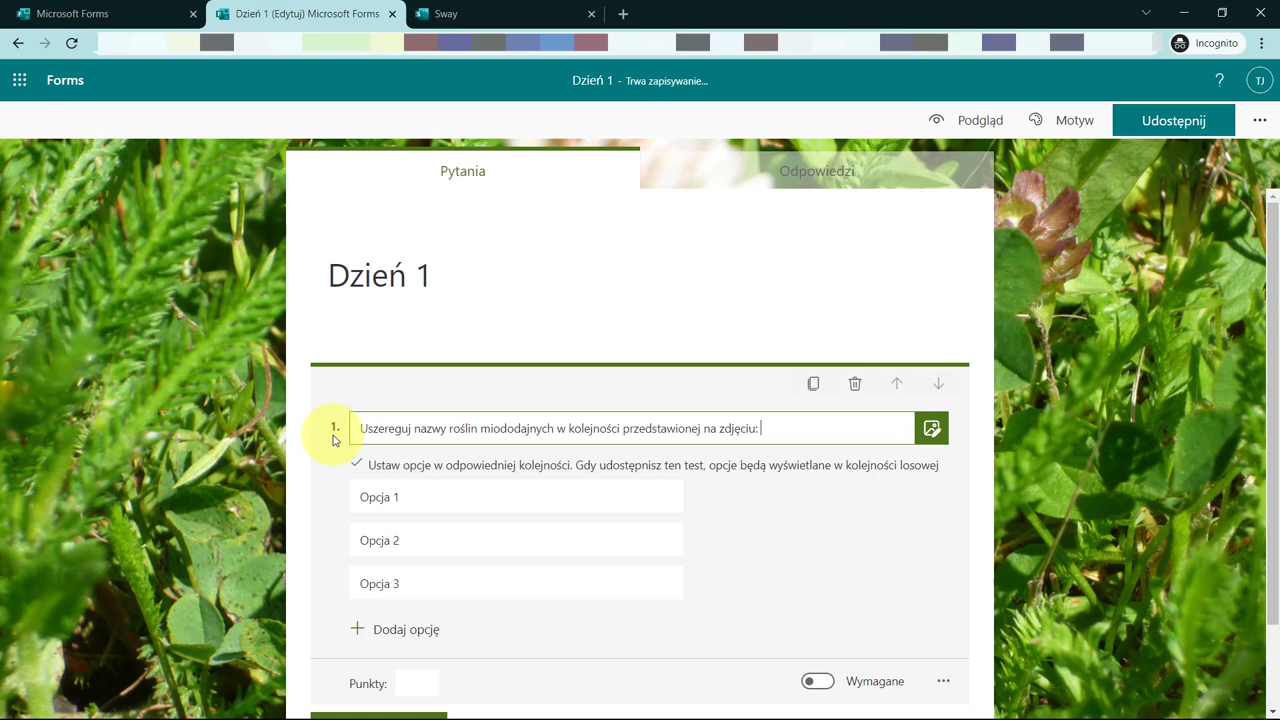 Microsoft Forms
Dzień 1 (Edytuj) Microsoft Forms
Sway
Incognito
Forms
Dzień 1 - Trwa zapisywanie...
?
TJ
Podgląd
Motyw
Udostępnij
Pytania
Odpowiedzi
Dzień 1
1. Uszereguj nazwy roślin miododajnych w kolejności przedstawionej na zdjęciu:
Ustaw opcje w odpowiedniej kolejności. Gdy udostępnisz ten test, opcje będą wyświetlane w kolejności losowej
Opcja 1
Opcja 2
Opcja 3
Dodaj opcję
Punkty:
Wymagane